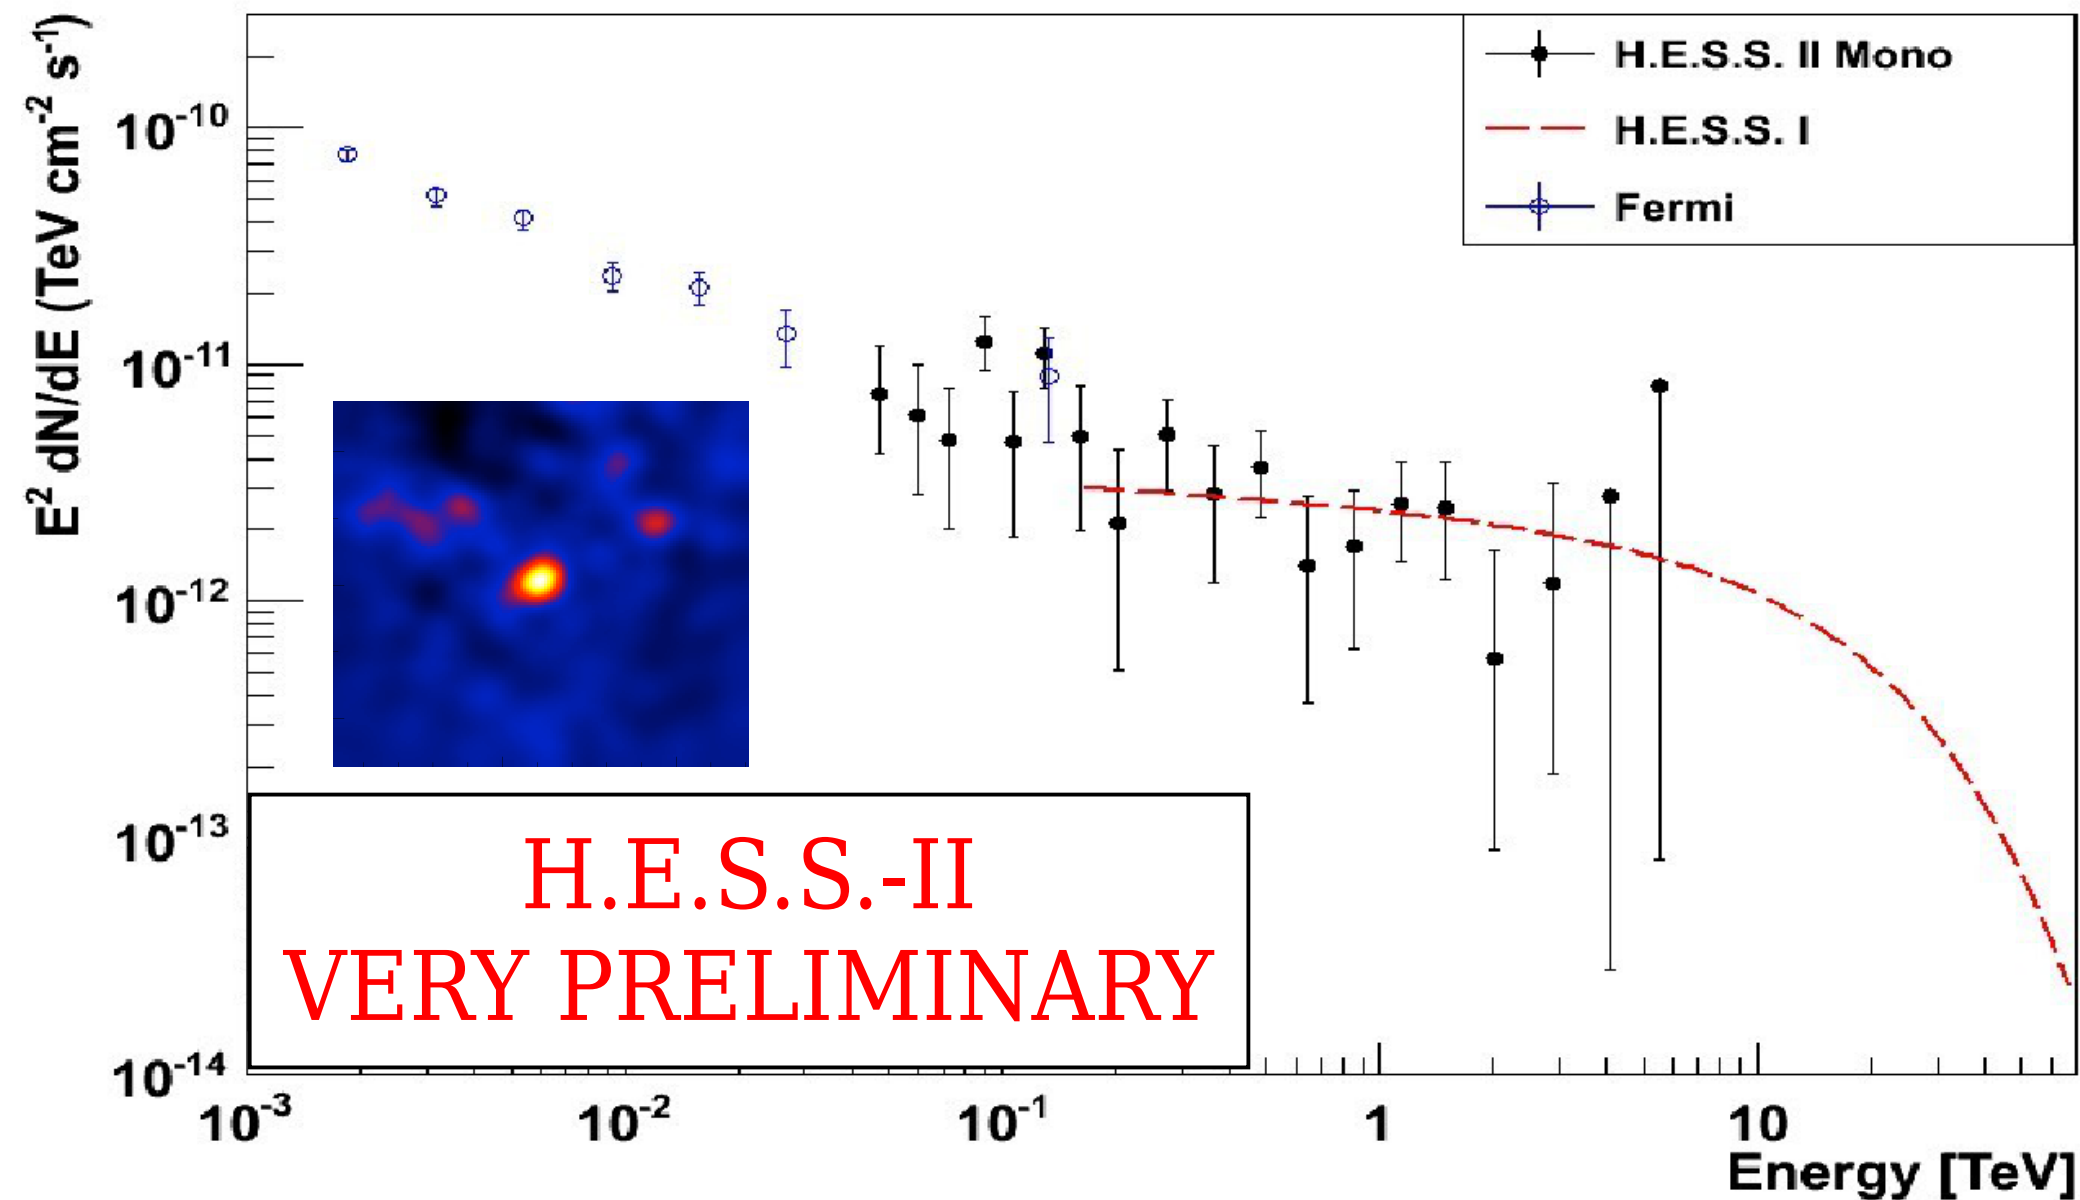 E² dN/dE (TeV cm⁻² s⁻¹)
10⁻¹⁰
10⁻¹¹
10⁻¹²
10⁻¹³
10⁻¹⁴
H.E.S.S. II Mono
H.E.S.S. I
Fermi
H.E.S.S.-II
VERY PRELIMINARY
10⁻³ 10⁻² 10⁻¹ 1 10
Energy [TeV]